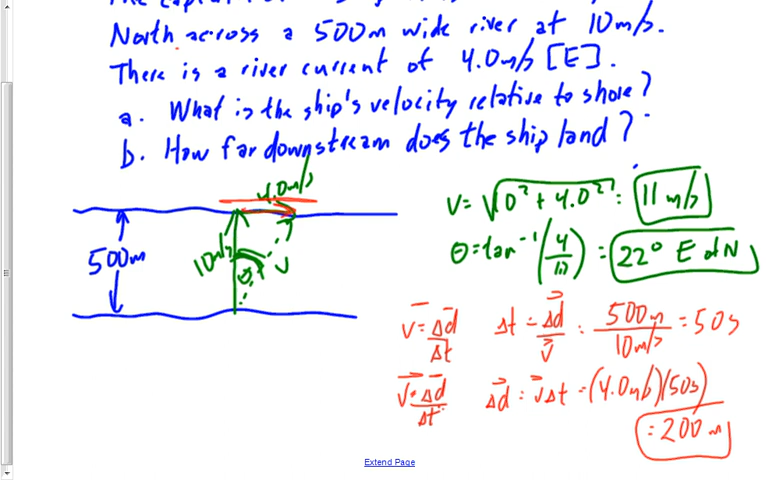 North across a 500m wide river at 10m/s.
There is a river current of 4.0m/s [E].
a. What is the ship's velocity relative to shore?
b. How far downstream does the ship land?
4.0m/s
500m
10m/s
θ
v
v = √10² + 4.0² = 11 m/s
θ = tan⁻¹(4/10) = 22° E of N
v = Δd/Δt Δt = Δd/v = 500m/10m/s = 50s
v = Δd/Δt Δd = vΔt = (4.0m/s)(50s)
= 200m
Extend Page